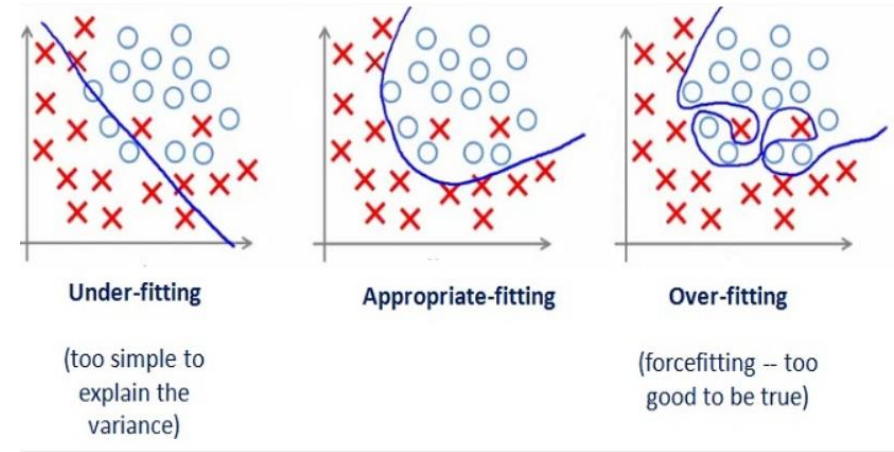 Under-fitting
Appropriate-fitting
Over-fitting
(too simple to
explain the
variance)
(forcefitting -- too
good to be true)